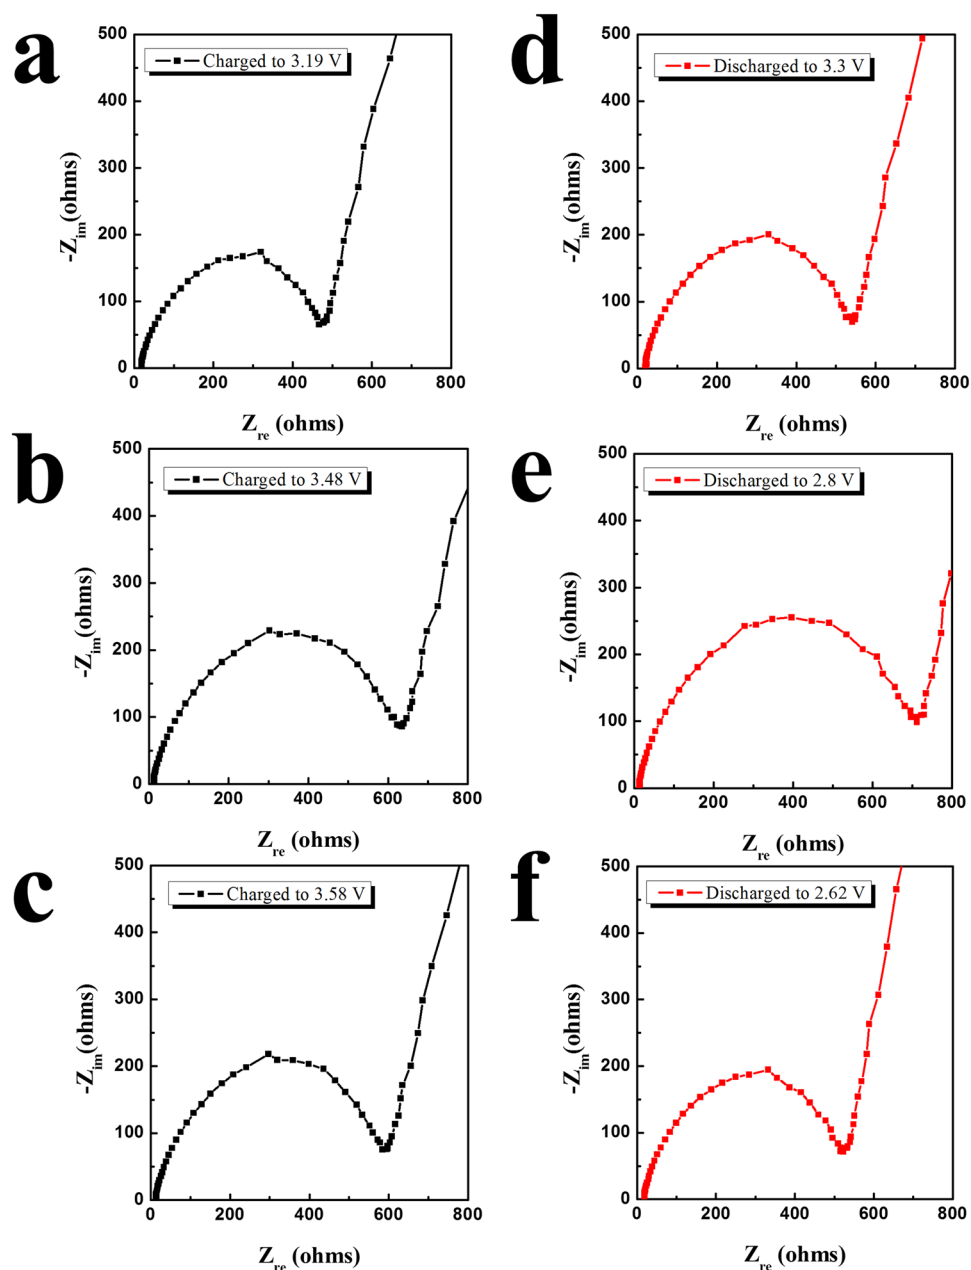 a
Charged to 3.19 V
500
400
300
200
100
0
-Zim(ohms)
0 200 400 600 800
Zre (ohms)
d
Discharged to 3.3 V
500
400
300
200
100
0
-Zim(ohms)
0 200 400 600 800
Zre (ohms)
b
Charged to 3.48 V
500
400
300
200
100
0
-Zim(ohms)
0 200 400 600 800
Zre (ohms)
e
Discharged to 2.8 V
500
400
300
200
100
0
-Zim(ohms)
0 200 400 600 800
Zre (ohms)
c
Charged to 3.58 V
500
400
300
200
100
0
-Zim(ohms)
0 200 400 600 800
Zre (ohms)
f
Discharged to 2.62 V
500
400
300
200
100
0
-Zim(ohms)
0 200 400 600 800
Zre (ohms)